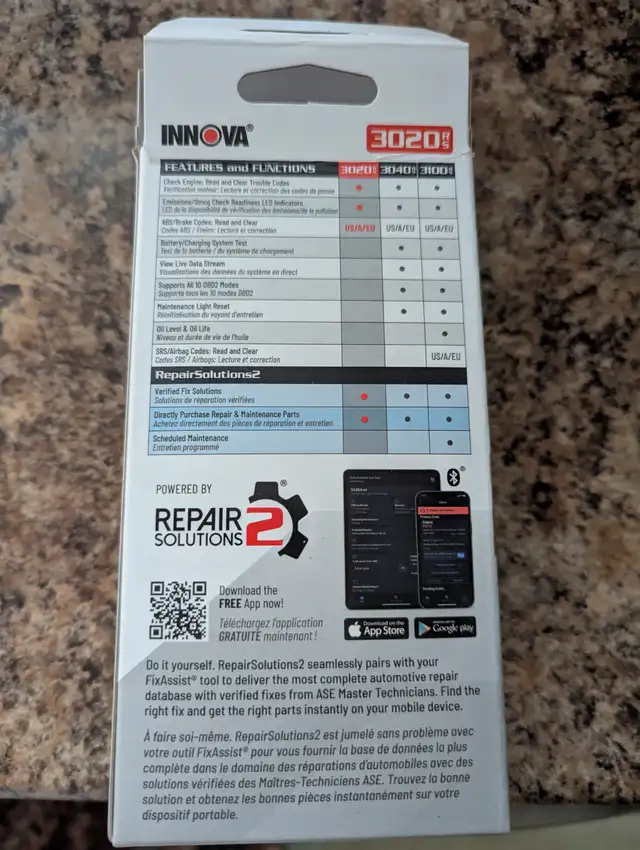 INNOVA®
3020RS
FEATURES and FUNCTIONS 3020RS 3040RS 3100RS
Check Engine: Read and Clear Trouble Codes
Vérification moteur: Lecture et correction des codes de panne
Emissions/Smog Check Readiness LED Indicators
LED de la disponibilité de vérification des émissions/de la pollution
ABS/Brake Codes: Read and Clear
Codes ABS / Freins: Lecture et correction
US/A/EU US/A/EU US/A/EU
Battery/Charging System Test
Test de la batterie / du système de chargement
View Live Data Stream
Visualisations des données du système en direct
Supports All 10 OBD2 Modes
Supporte tous les 10 modes OBD2
Maintenance Light Reset
Réinitialisation du voyant d'entretien
Oil Level & Oil Life
Niveau et durée de vie de l'huile
SRS/Airbag Codes: Read and Clear
Codes SRS / Airbags: Lecture et correction
US/A/EU
RepairSolutions2
Verified Fix Solutions
Solutions de réparation vérifiées
Directly Purchase Repair & Maintenance Parts
Achetez directement des pièces de réparation et entretien
Scheduled Maintenance
Entretien programmé
POWERED BY
REPAIR
SOLUTIONS 2®
Download the
FREE App now!
Téléchargez l'application
GRATUITE maintenant !
Download on the
App Store
Google play
Do it yourself. RepairSolutions2 seamlessly pairs with your
FixAssist® tool to deliver the most complete automotive repair
database with verified fixes from ASE Master Technicians. Find the
right fix and get the right parts instantly on your mobile device.
À faire soi-même. RepairSolutions2 est jumelé sans problème avec
votre outil FixAssist® pour vous fournir la base de données la plus
complète dans le domaine des réparations d'automobiles avec des
solutions vérifiées des Maîtres-Techniciens ASE. Trouvez la bonne
solution et obtenez les bonnes pièces instantanément sur votre
dispositif portable.